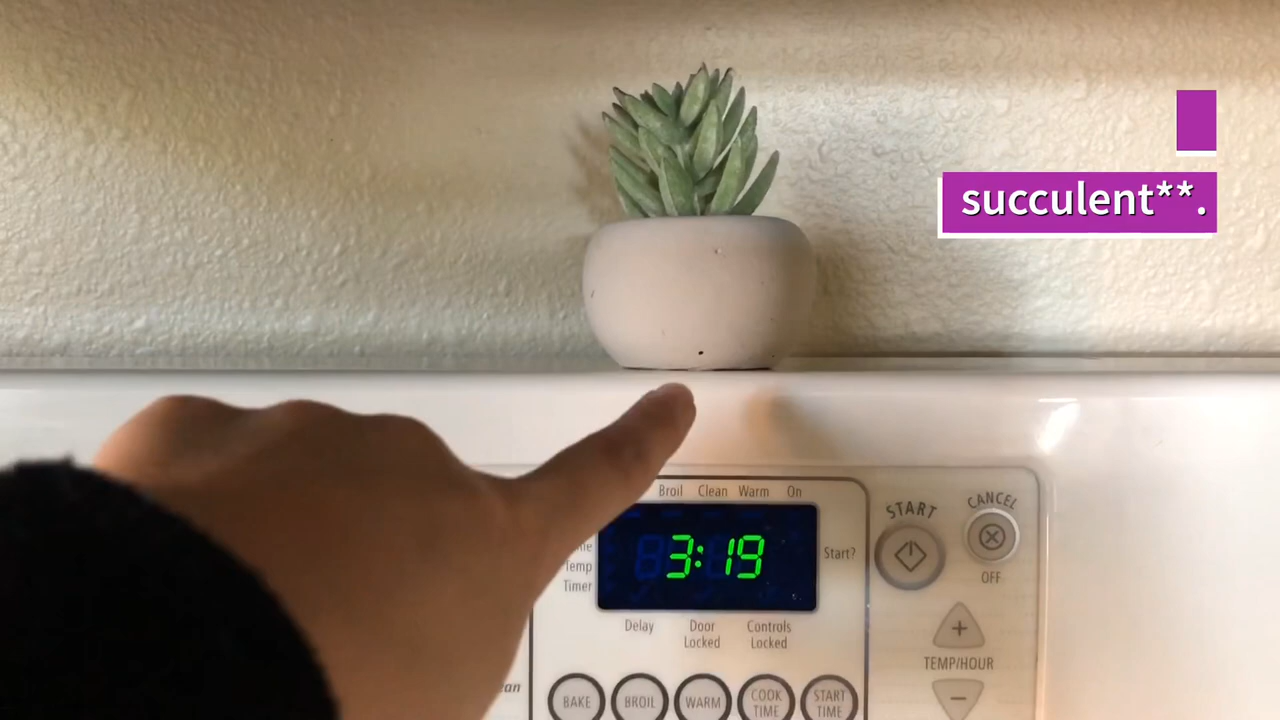 succulent**.
Broil Clean Warm On
START
CANCEL
3:19
Start?
Temp
Timer
OFF
Delay
Door
Locked
Controls
Locked
TEMP/HOUR
BAKE
BROIL
WARM
COOK
TIME
START
TIME